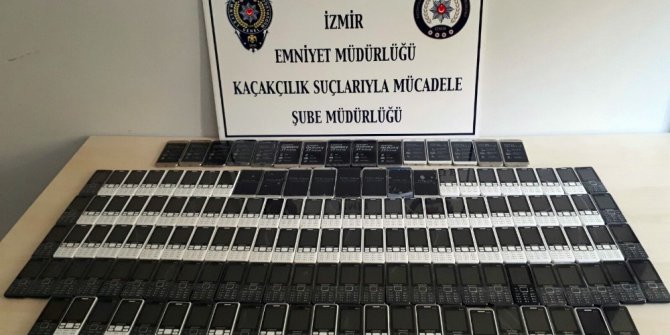 İZMİR
EMNİYET MÜDÜRLÜĞÜ
KAÇAKÇILIK SUÇLARIYLA MÜCADELE
ŞUBE MÜDÜRLÜĞÜ